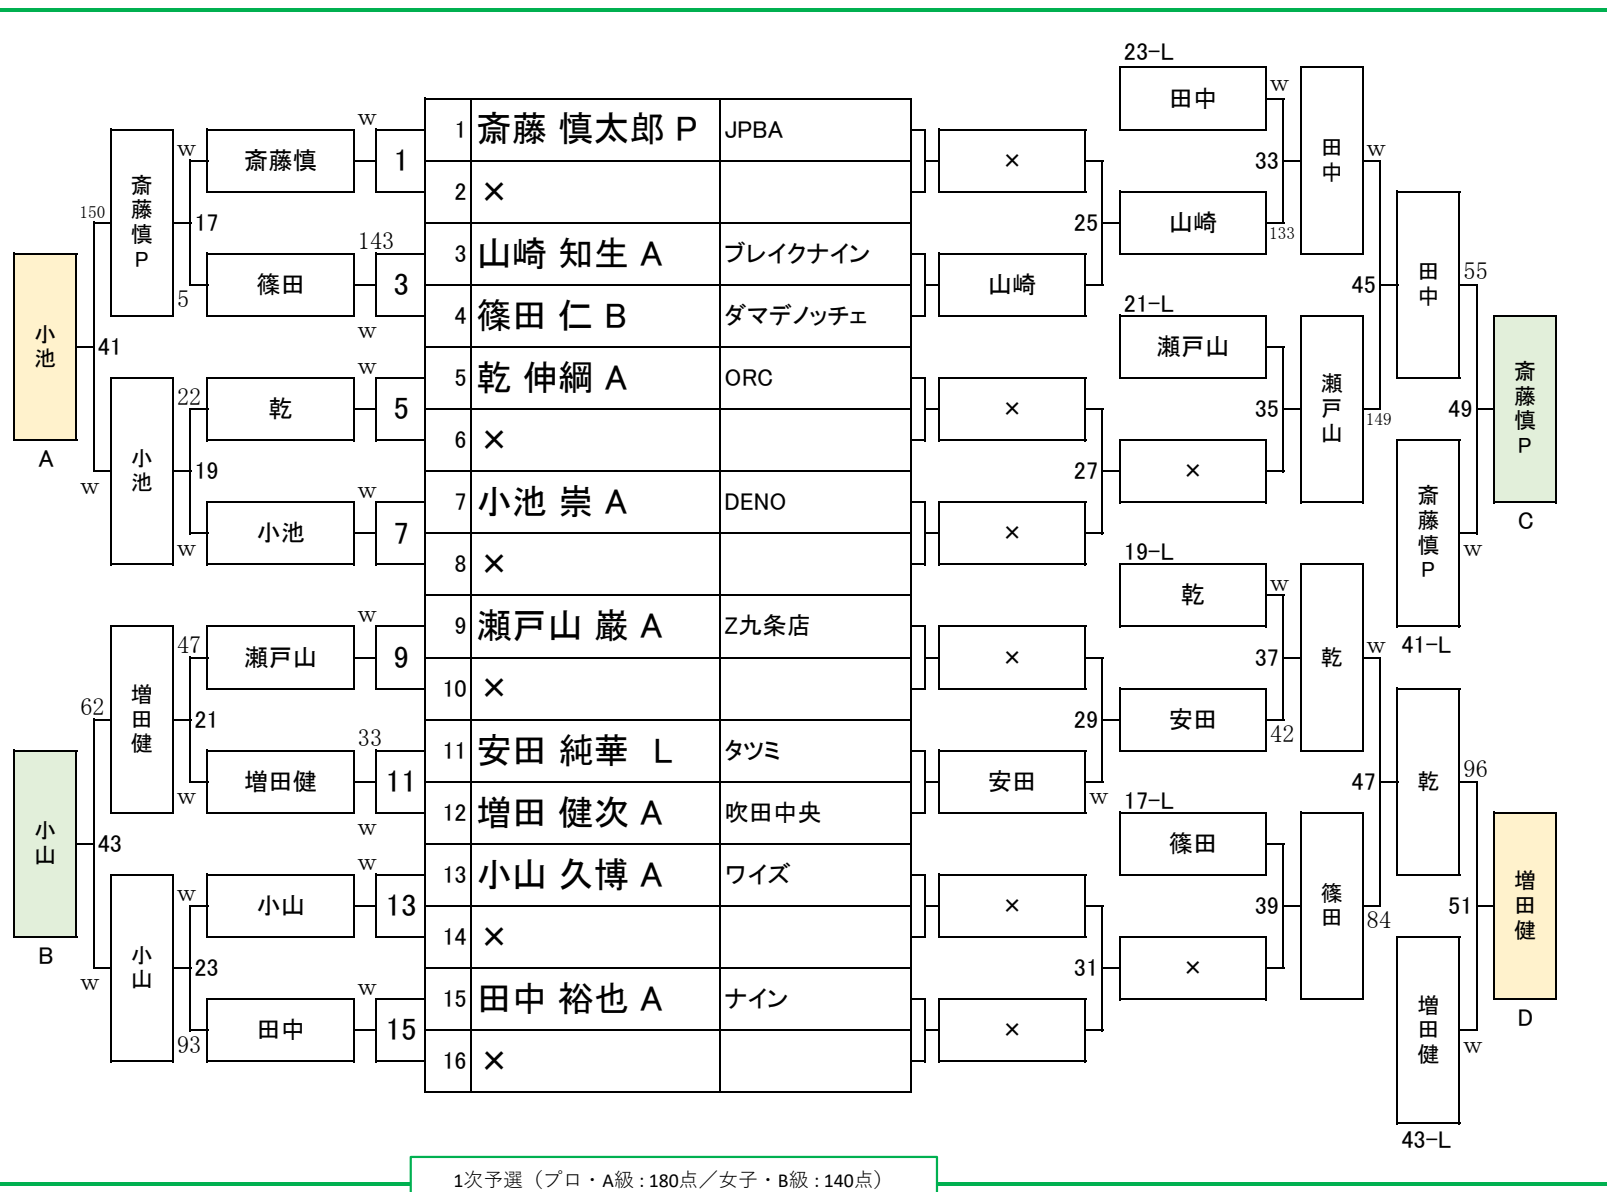 1 斎藤 慎太郎 P JPBA
2 ×
3 山崎 知生 A ブレイクナイン
4 篠田 仁 B ダマデノッチェ
5 乾 伸綱 A ORC
6 ×
7 小池 崇 A DENO
8 ×
9 瀬戸山 巌 A Z九条店
10 ×
11 安田 純華 L タツミ
12 増田 健次 A 吹田中央
13 小山 久博 A ワイズ
14 ×
15 田中 裕也 A ナイン
16 ×
w
1
143
3
w
w
5
w
7
w
9
33
11
w
w
13
w
15
斎藤慎
篠田
乾
小池
瀬戸山
増田健
小山
田中
w
17
5
22
19
w
47
21
w
w
23
93
斎藤慎P
小池
増田健
小山
150
41
w
62
43
w
小池
A
小山
B
×
山崎
×
×
×
安田
w
×
×
25
27
29
31
23-L
田中
w
山崎
133
21-L
瀬戸山
×
19-L
乾
w
安田
42
17-L
篠田
×
33
35
37
39
田中
w
瀬戸山
149
乾
w
篠田
84
45
47
田中
55
斎藤慎P
w
41-L
乾
96
増田健
w
43-L
49
51
斎藤慎P
C
増田健
D
1次予選（プロ・A級：180点／女子・B級：140点）